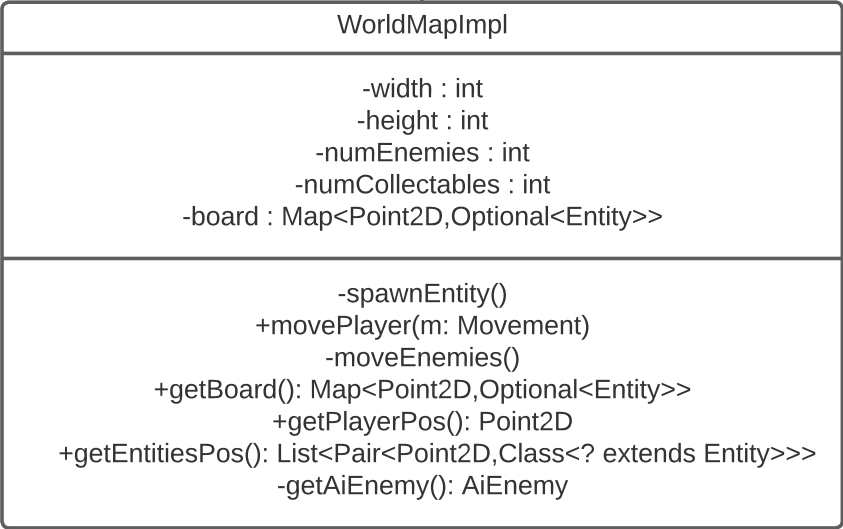 WorldMapImpl
-width : int
-height : int
-numEnemies : int
-numCollectables : int
-board : Map<Point2D,Optional<Entity>>
-spawnEntity()
+movePlayer(m: Movement)
-moveEnemies()
+getBoard(): Map<Point2D,Optional<Entity>>
+getPlayerPos(): Point2D
+getEntitiesPos(): List<Pair<Point2D,Class<? extends Entity>>>
-getAiEnemy(): AiEnemy